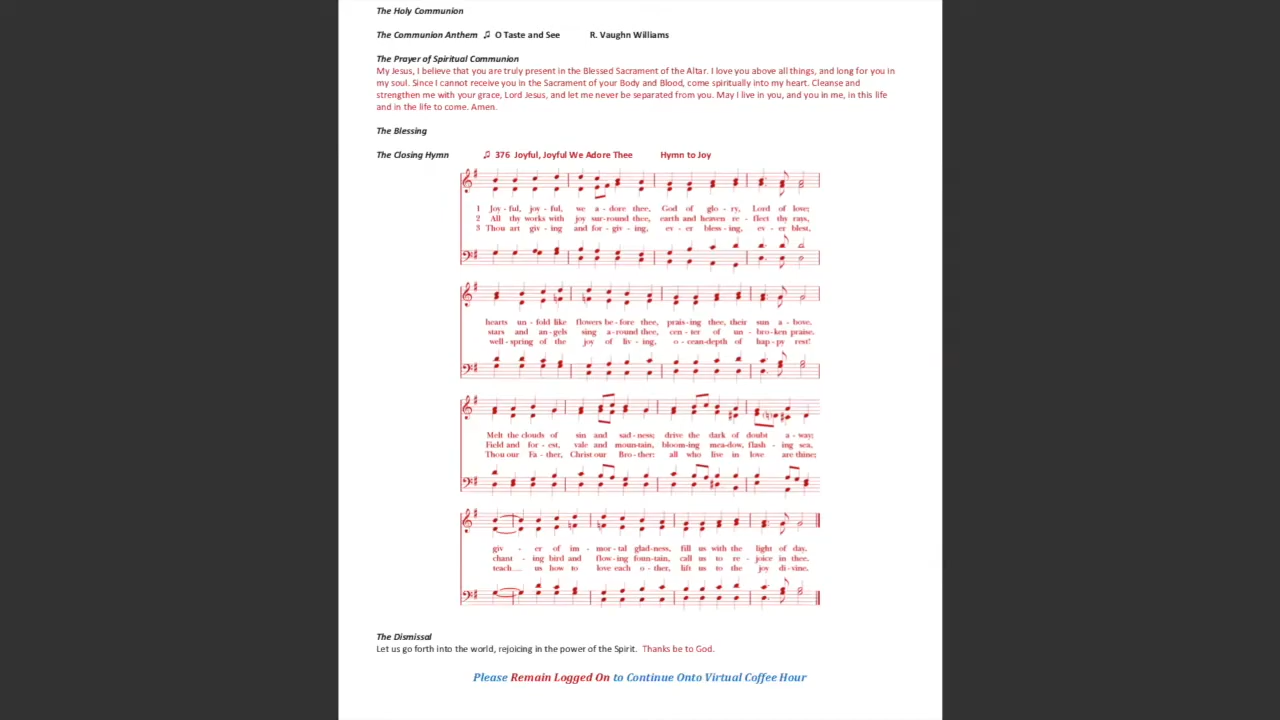 The Holy Communion
The Communion Anthem ♫ O Taste and See R. Vaughn Williams
The Prayer of Spiritual Communion
My Jesus, I believe that you are truly present in the Blessed Sacrament of the Altar. I love you above all things, and long for you in
my soul. Since I cannot receive you in the Sacrament of your Body and Blood, come spiritually into my heart. Cleanse and
strengthen me with your grace, Lord Jesus, and let me never be separated from you. May I live in you, and you in me, in this life
and in the life to come. Amen.
The Blessing
The Closing Hymn ♫ 376 Joyful, Joyful We Adore Thee Hymn to Joy
1 Joy - ful, joy - ful, we a - dore thee, God of glo - ry, Lord of love;
2 All thy works with joy sur-round thee, earth and heaven re - flect thy rays,
3 Thou art giv - ing and for - giv - ing, ev - er bless - ing, ev - er blest,
hearts un - fold like flowers be - fore thee, prais - ing thee, their sun a - bove.
stars and an - gels sing a - round thee, cen - ter of un - bro - ken praise.
well - spring of the joy of liv - ing, o - cean-depth of hap - py rest!
Melt the clouds of sin and sad - ness; drive the dark of doubt a - way;
Field and for - est, vale and moun-tain, bloom-ing mea-dow, flash - ing sea,
Thou our Fa - ther, Christ our Bro - ther: all who live in love are thine;
giv - er of im - mor - tal glad-ness, fill us with the light of day.
chant - ing bird and flow - ing foun - tain, call us to re - joice in thee.
teach us how to love each o - ther, lift us to the joy di - vine.
The Dismissal
Let us go forth into the world, rejoicing in the power of the Spirit. Thanks be to God.
Please Remain Logged On to Continue Onto Virtual Coffee Hour